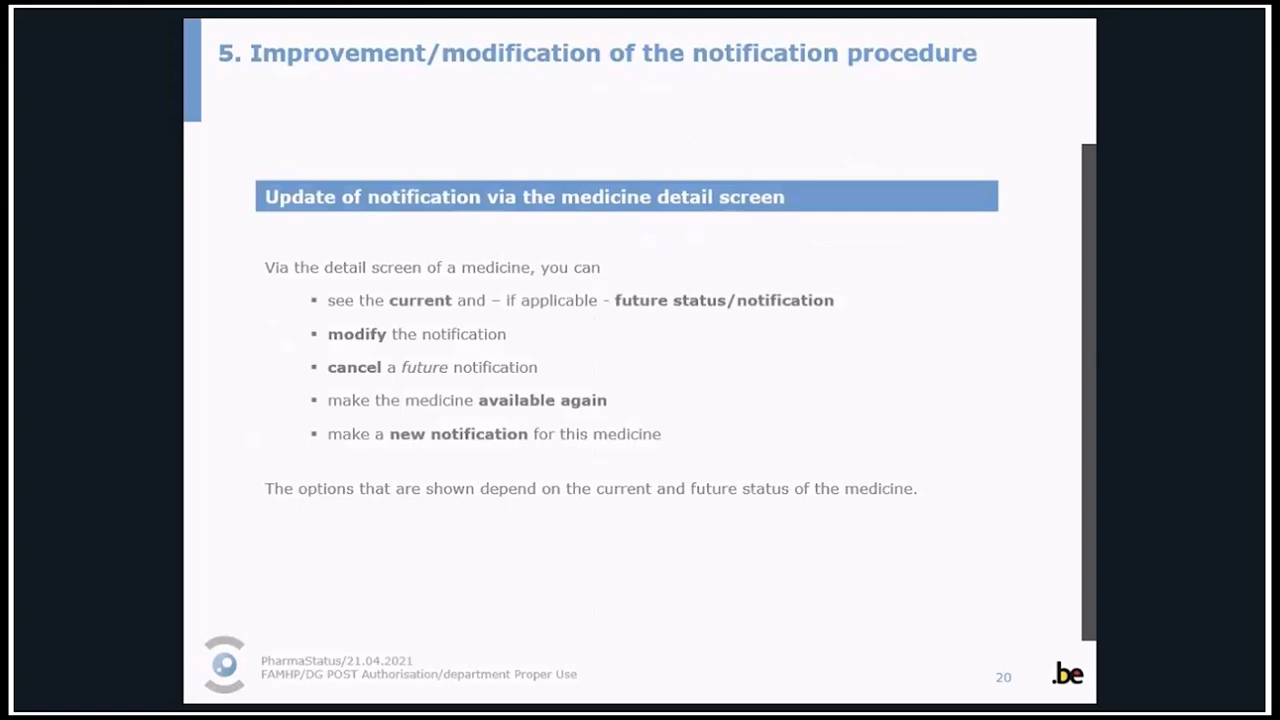 5. Improvement/modification of the notification procedure
Update of notification via the medicine detail screen
Via the detail screen of a medicine, you can
▪ see the current and – if applicable - future status/notification
▪ modify the notification
▪ cancel a future notification
▪ make the medicine available again
▪ make a new notification for this medicine
The options that are shown depend on the current and future status of the medicine.
PharmaStatus/21.04.2021
FAMHP/DG POST Authorisation/department Proper Use
20
.be